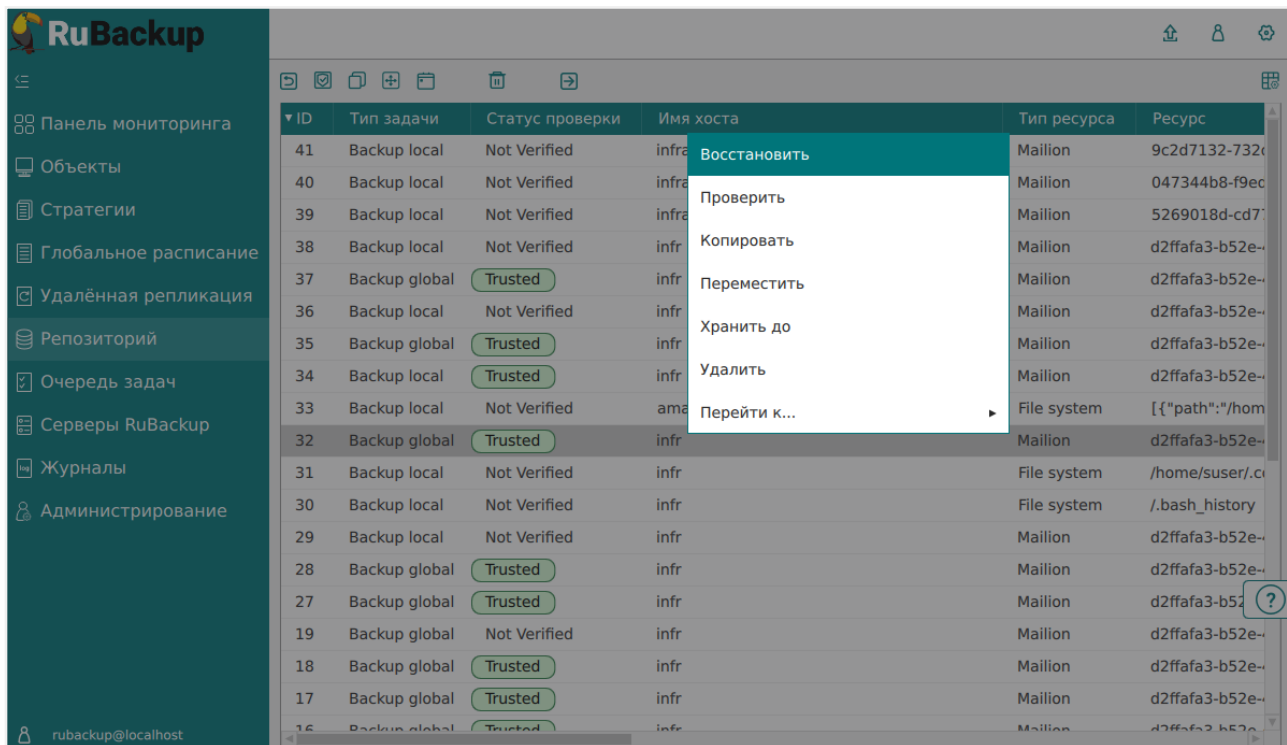 RuBackup
Панель мониторинга
Объекты
Стратегии
Глобальное расписание
Удалённая репликация
Репозиторий
Очередь задач
Серверы RuBackup
Журналы
Администрирование
rubackup@localhost
ID Тип задачи Статус проверки Имя хоста Тип ресурса Ресурс
41 Backup local Not Verified infra Mailion 9c2d7132-732
40 Backup local Not Verified infra Mailion 047344b8-f9ed
39 Backup local Not Verified infra Mailion 5269018d-cd7
38 Backup local Not Verified infr Mailion d2ffafa3-b52e-
37 Backup global Trusted infr Mailion d2ffafa3-b52e-
36 Backup local Not Verified infr Mailion d2ffafa3-b52e-
35 Backup global Trusted infr Mailion d2ffafa3-b52e-
34 Backup local Trusted infr Mailion d2ffafa3-b52e-
33 Backup local Not Verified ama File system [{"path":"/hom
32 Backup global Trusted infr Mailion d2ffafa3-b52e-
31 Backup local Not Verified infr File system /home/suser/.c
30 Backup local Not Verified infr File system /.bash_history
29 Backup local Not Verified infr Mailion d2ffafa3-b52e-
28 Backup global Trusted infr Mailion d2ffafa3-b52e-
27 Backup global Trusted infr Mailion d2ffafa3-b52
19 Backup global Not Verified infr Mailion d2ffafa3-b52e-
18 Backup global Trusted infr Mailion d2ffafa3-b52e-
17 Backup global Trusted infr Mailion d2ffafa3-b52e-
16 Backup global Trusted infr Mailion d2ffafa3-b52e
Восстановить
Проверить
Копировать
Переместить
Хранить до
Удалить
Перейти к...
?